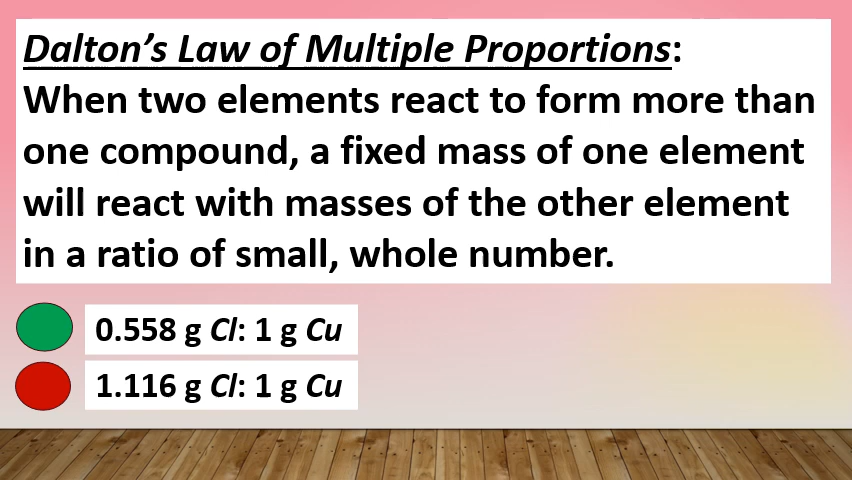 Dalton’s Law of Multiple Proportions:
When two elements react to form more than
one compound, a fixed mass of one element
will react with masses of the other element
in a ratio of small, whole number.
0.558 g Cl: 1 g Cu
1.116 g Cl: 1 g Cu